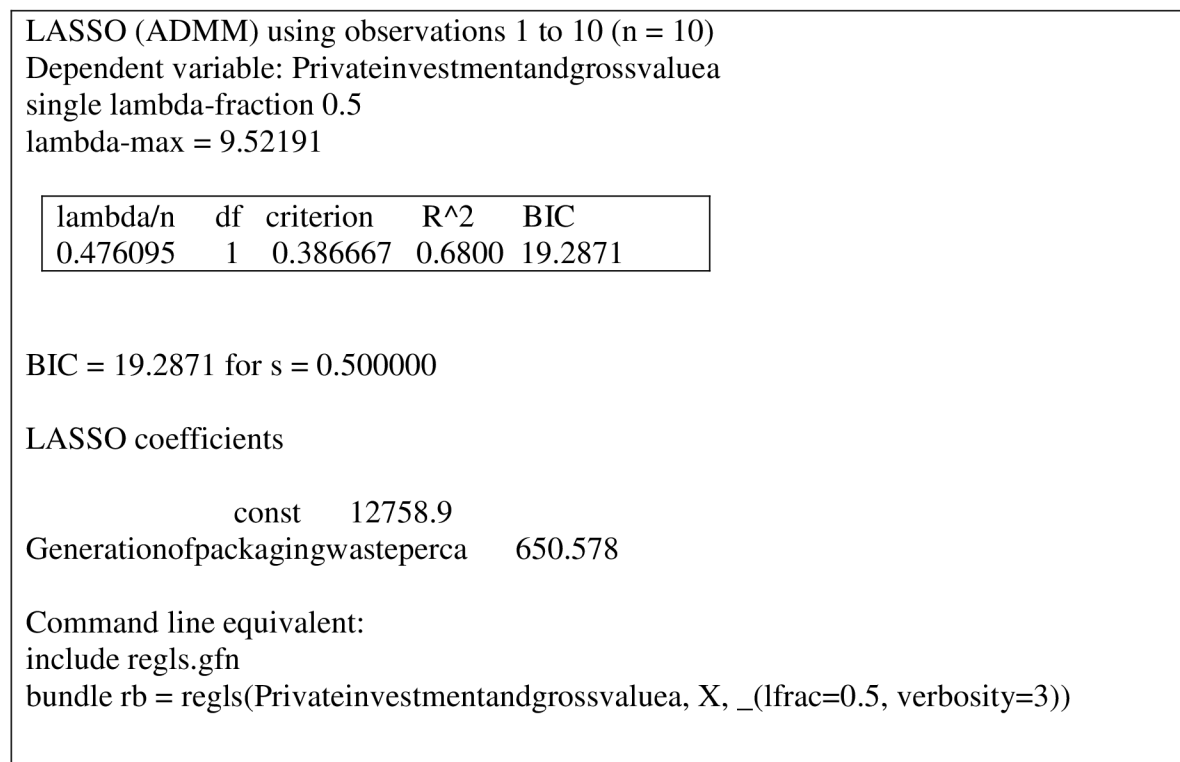 LASSO (ADMM) using observations 1 to 10 (n = 10)
Dependent variable: Privateinvestmentandgrossvaluea
single lambda-fraction 0.5
lambda-max = 9.52191
lambda/n df criterion R^2 BIC
0.476095 1 0.386667 0.6800 19.2871
BIC = 19.2871 for s = 0.500000
LASSO coefficients
const 12758.9
Generationofpackagingwasteperca 650.578
Command line equivalent:
include regls.gfn
bundle rb = regls(Privateinvestmentandgrossvaluea, X, _(lfrac=0.5, verbosity=3))